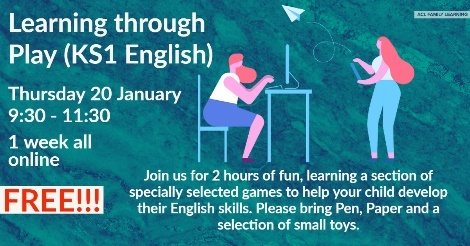 ACL FAMILY LEARNING
Learning through
Play (KS1 English)
Thursday 20 January
9:30 - 11:30
1 week all
online
FREE!!!
Join us for 2 hours of fun, learning a section of
specially selected games to help your child develop
their English skills. Please bring Pen, Paper and a
selection of small toys.